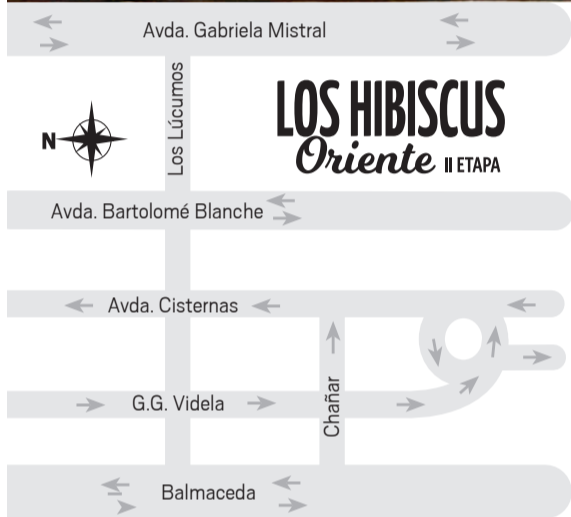 Avda. Gabriela Mistral
Los Lúcumos
LOS HIBISCUS
Oriente II ETAPA
N
Avda. Bartolomé Blanche
Avda. Cisternas
G.G. Videla
Chañar
Balmaceda